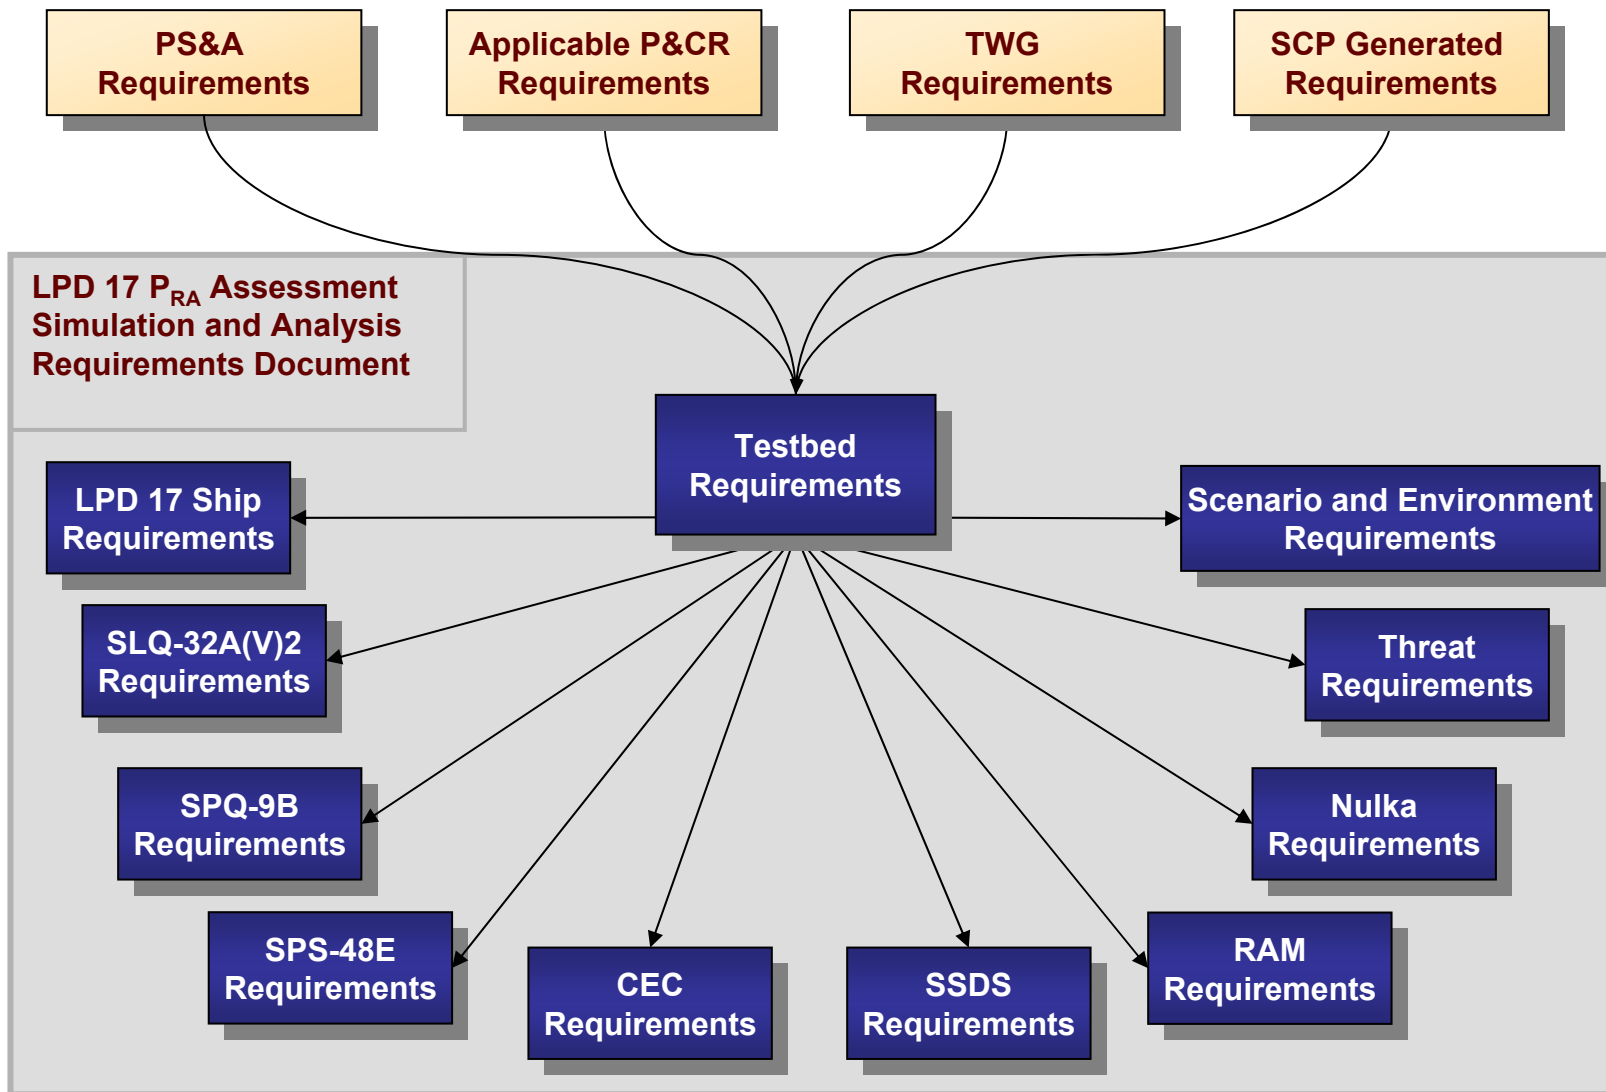 PS&A
Requirements
Applicable P&CR
Requirements
TWG
Requirements
SCP Generated
Requirements
LPD 17 PRA Assessment
Simulation and Analysis
Requirements Document
Testbed
Requirements
LPD 17 Ship
Requirements
Scenario and Environment
Requirements
SLQ-32A(V)2
Requirements
Threat
Requirements
SPQ-9B
Requirements
Nulka
Requirements
SPS-48E
Requirements
CEC
Requirements
SSDS
Requirements
RAM
Requirements